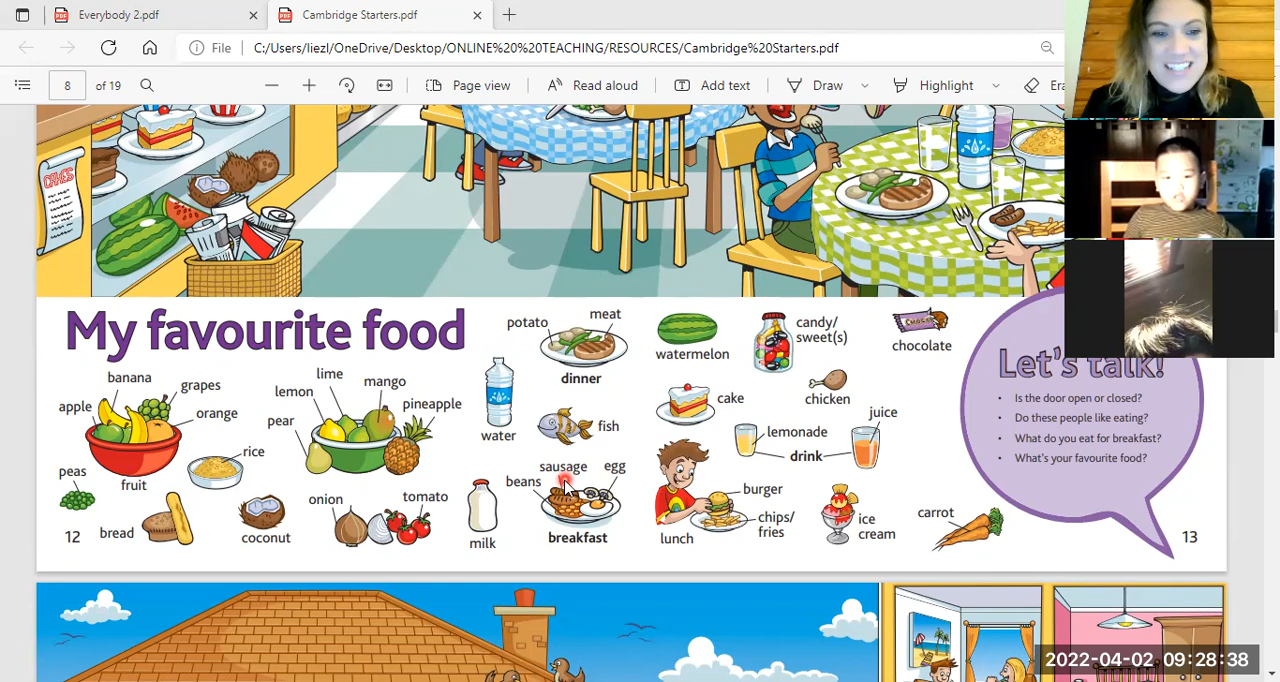 Everybody 2.pdf
Cambridge Starters.pdf
File C:/Users/liezl/OneDrive/Desktop/ONLINE%20%20TEACHING/RESOURCES/Cambridge%20Starters.pdf
8 of 19
Page view
Read aloud
Add text
Draw
Highlight
Era
CAKES
My favourite food
potato
meat
dinner
watermelon
candy/
sweet(s)
CHOCO
chocolate
banana
grapes
apple
orange
fruit
lemon
lime
mango
pear
pineapple
water
fish
cake
chicken
lemonade
juice
drink
rice
peas
bread
coconut
onion
tomato
milk
sausage
egg
beans
breakfast
burger
chips/
fries
lunch
ice
cream
carrot
Let's talk!
• Is the door open or closed?
• Do these people like eating?
• What do you eat for breakfast?
• What's your favourite food?
12
13
2022-04-02 09:28:38